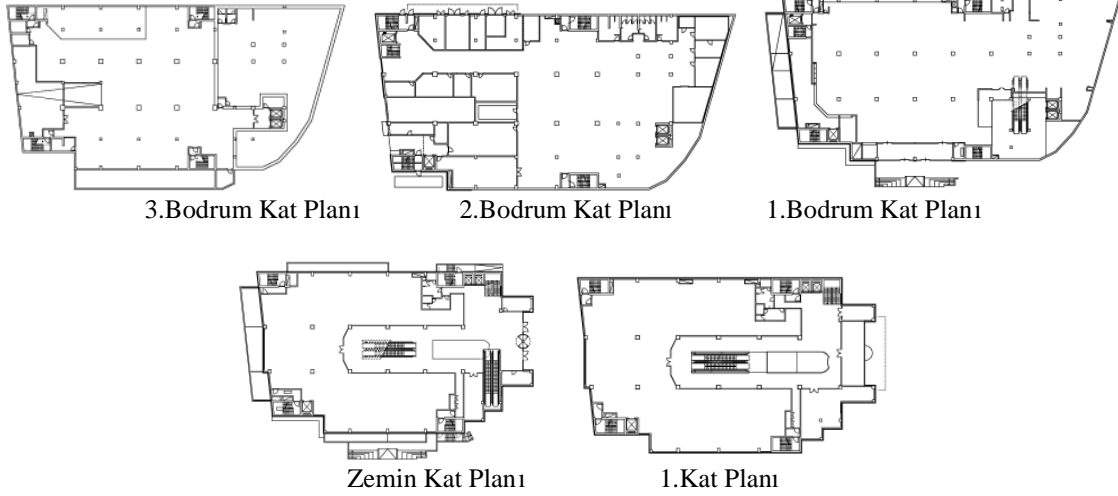 3.Bodrum Kat Planı
2.Bodrum Kat Planı
1.Bodrum Kat Planı
Zemin Kat Planı
1.Kat Planı